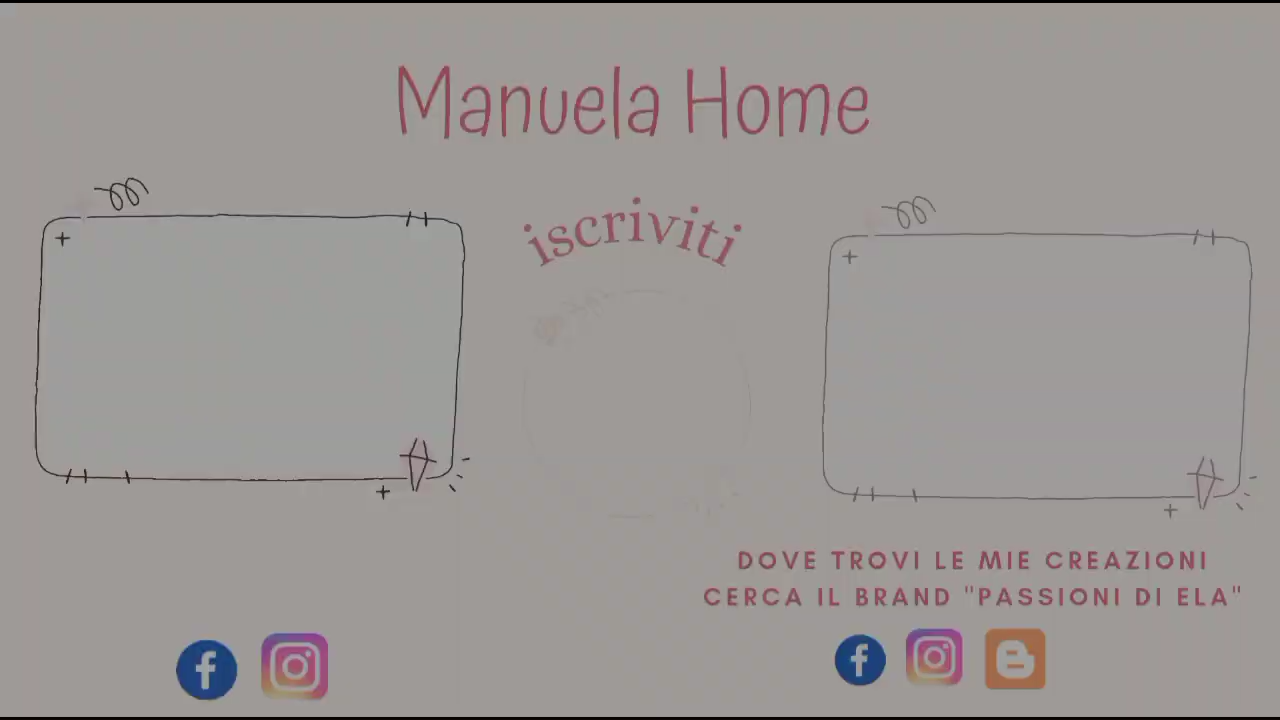 Manuela Home
iscriviti
DOVE TROVI LE MIE CREAZIONI
CERCA IL BRAND "PASSIONI DI ELA"